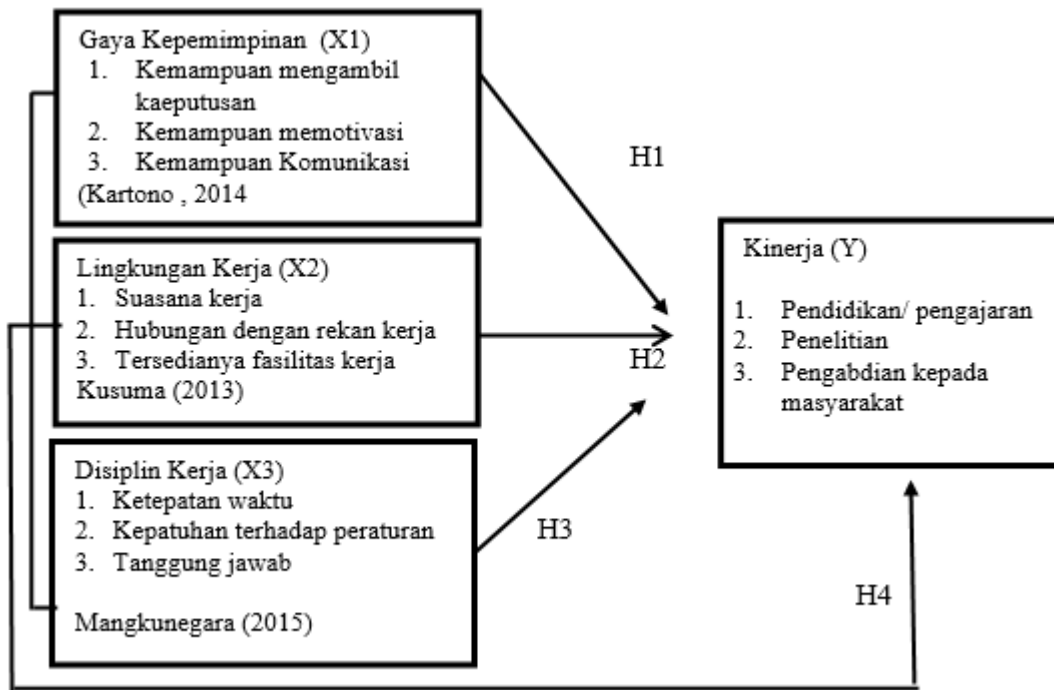 Gaya Kepemimpinan (X1)
1. Kemampuan mengambil
kaeputusan
2. Kemampuan memotivasi
3. Kemampuan Komunikasi
(Kartono , 2014
H1
Lingkungan Kerja (X2)
1. Suasana kerja
2. Hubungan dengan rekan kerja
3. Tersedianya fasilitas kerja
Kusuma (2013)
H2
Disiplin Kerja (X3)
1. Ketepatan waktu
2. Kepatuhan terhadap peraturan
3. Tanggung jawab
Mangkunegara (2015)
H3
Kinerja (Y)
1. Pendidikan/ pengajaran
2. Penelitian
3. Pengabdian kepada
masyarakat
H4